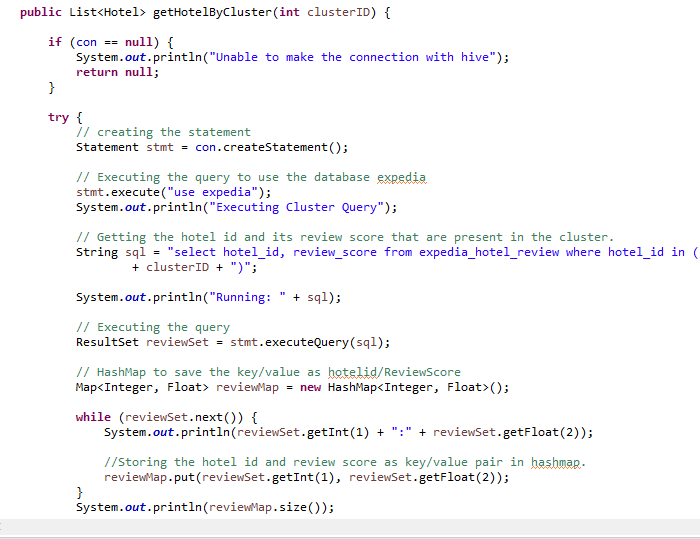 public List<Hotel> getHotelByCluster(int clusterID) {
if (con == null) {
System.out.println("Unable to make the connection with hive");
return null;
}
try {
// creating the statement
Statement stmt = con.createStatement();
// Executing the query to use the database expedia
stmt.execute("use expedia");
System.out.println("Executing Cluster Query");
// Getting the hotel id and its review score that are present in the cluster.
String sql = "select hotel_id, review_score from expedia_hotel_review where hotel_id in (
+ clusterID + ")";
System.out.println("Running: " + sql);
// Executing the query
ResultSet reviewSet = stmt.executeQuery(sql);
// HashMap to save the key/value as hotelid/ReviewScore
Map<Integer, Float> reviewMap = new HashMap<Integer, Float>();
while (reviewSet.next()) {
System.out.println(reviewSet.getInt(1) + ":" + reviewSet.getFloat(2));
//Storing the hotel id and review score as key/value pair in hashmap.
reviewMap.put(reviewSet.getInt(1), reviewSet.getFloat(2));
}
System.out.println(reviewMap.size());